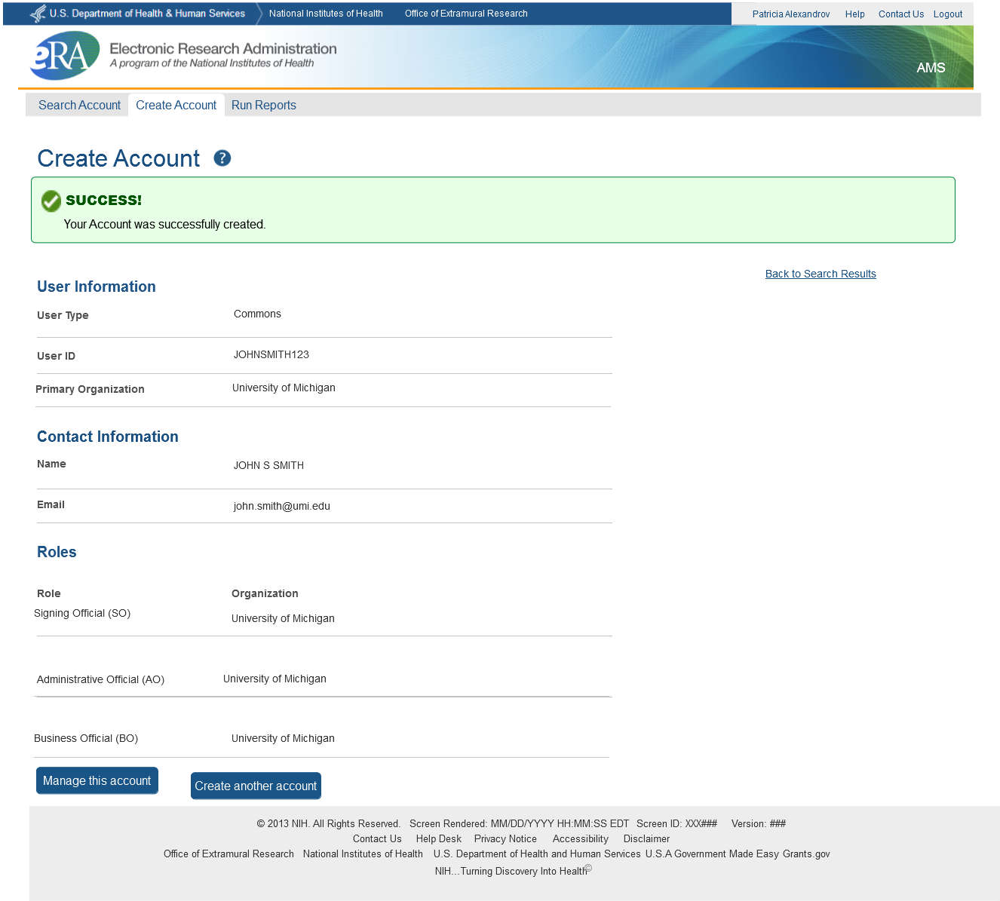 U.S. Department of Health & Human Services National Institutes of Health Office of Extramural Research Patricia Alexandrov Help Contact Us Logout
eRA Electronic Research Administration
A program of the National Institutes of Health
AMS
Search Account Create Account Run Reports
Create Account ?
SUCCESS!
Your Account was successfully created.
Back to Search Results
User Information
User Type Commons
User ID JOHNSMITH123
Primary Organization University of Michigan
Contact Information
Name JOHN S SMITH
Email john.smith@umi.edu
Roles
Role Organization
Signing Official (SO) University of Michigan
Administrative Official (AO) University of Michigan
Business Official (BO) University of Michigan
Manage this account Create another account
© 2013 NIH. All Rights Reserved. Screen Rendered: MM/DD/YYYY HH:MM:SS EDT Screen ID: XXX### Version: ###
Contact Us Help Desk Privacy Notice Accessibility Disclaimer
Office of Extramural Research National Institutes of Health U.S. Department of Health and Human Services U.S.A Government Made Easy Grants.gov
NIH...Turning Discovery Into Health©